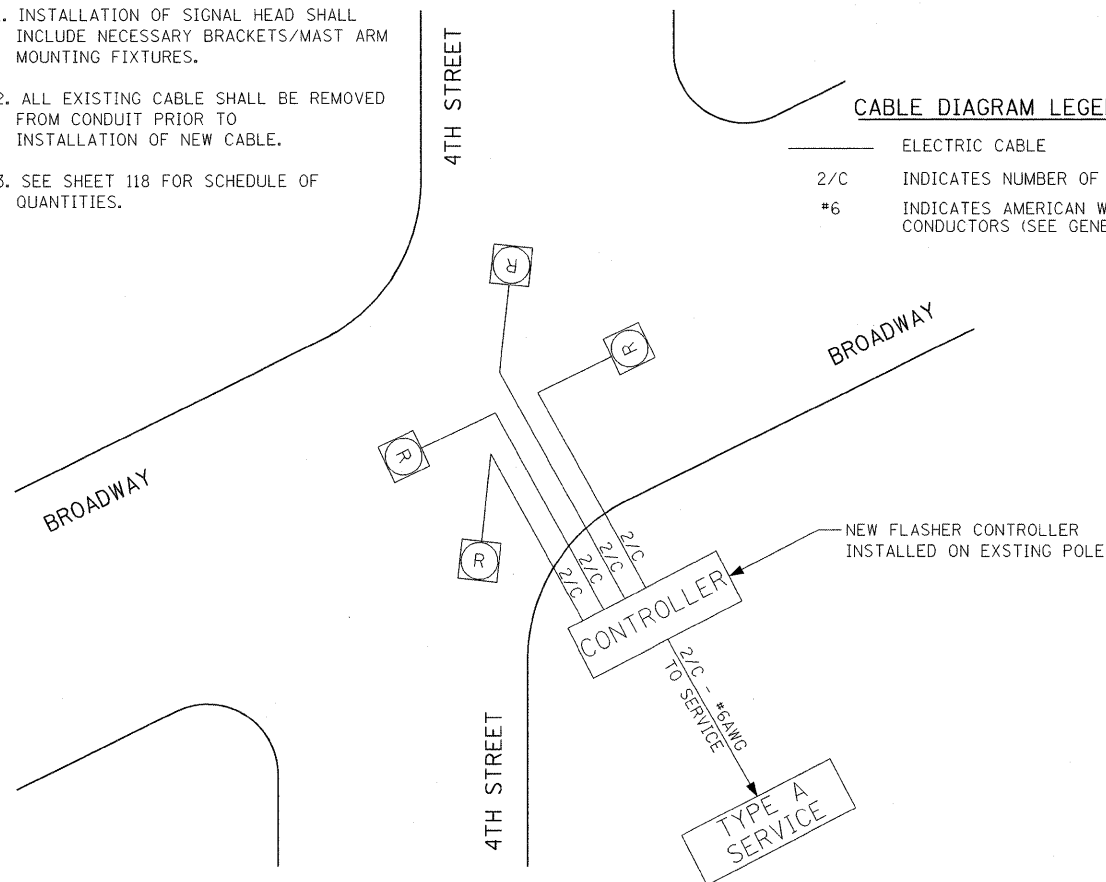 . INSTALLATION OF SIGNAL HEAD SHALL
INCLUDE NECESSARY BRACKETS/MAST ARM
MOUNTING FIXTURES.
2. ALL EXISTING CABLE SHALL BE REMOVED
FROM CONDUIT PRIOR TO
INSTALLATION OF NEW CABLE.
3. SEE SHEET 118 FOR SCHEDULE OF
QUANTITIES.
4TH STREET
CABLE DIAGRAM LEGE
ELECTRIC CABLE
2/C INDICATES NUMBER OF
#6 INDICATES AMERICAN W
CONDUCTORS (SEE GENE
R
R
R
R
BROADWAY
BROADWAY
NEW FLASHER CONTROLLER
INSTALLED ON EXSTING POLE
2/C
2/C
2/C
2/C
CONTROLLER
2/C - #6AWG
TO SERVICE
4TH STREET
TYPE A
SERVICE